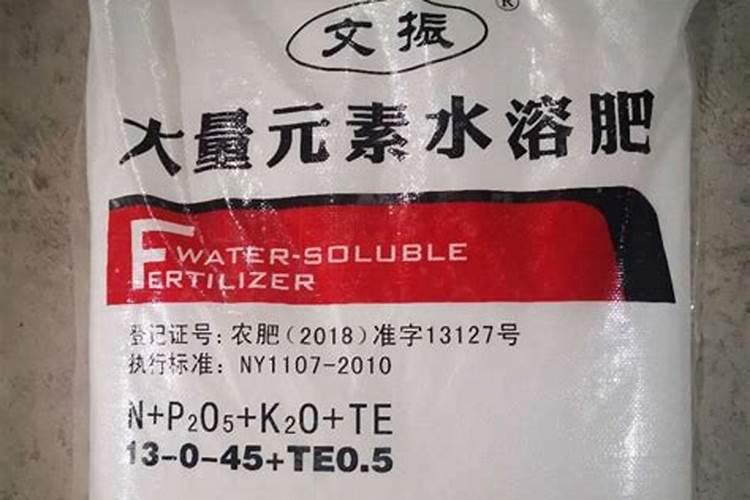 文振®
大量元素水溶肥
WATER-SOLUBLE
FERTILIZER
登记证号：农肥（2018）准字13127号
执行标准：NY1107-2010
N+P₂O₅+K₂O+TE
13-0-45+TE0.5